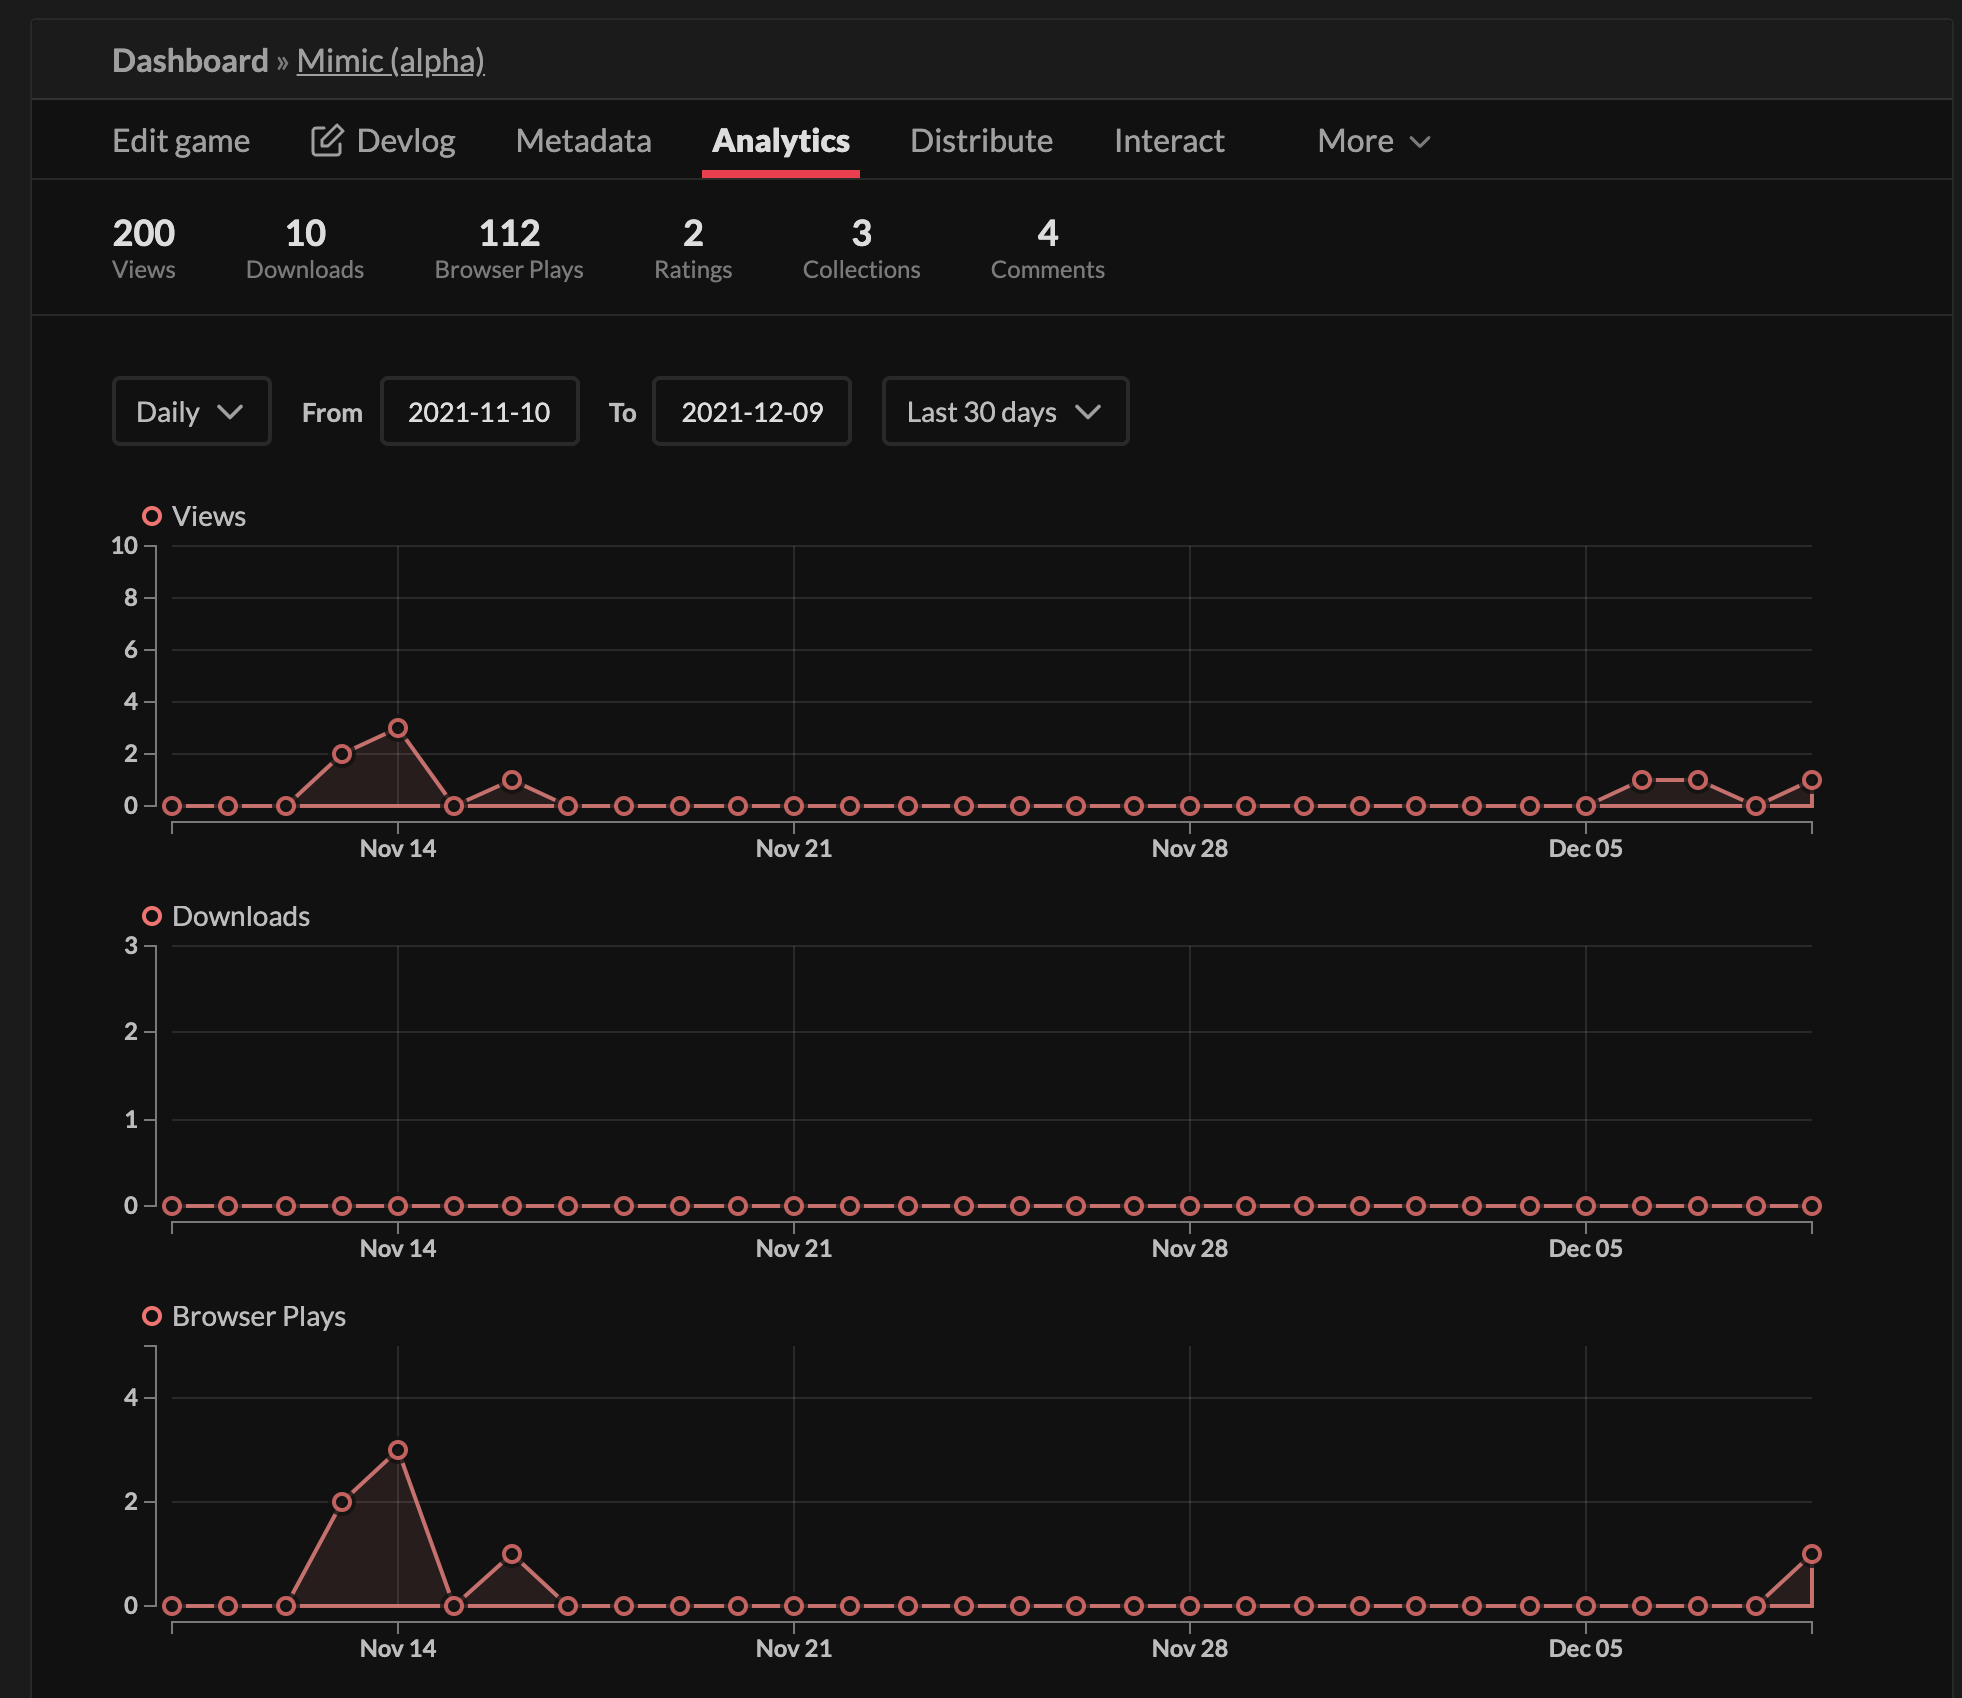 Dashboard » Mimic (alpha)
Edit game Devlog Metadata Analytics Distribute Interact More
200 10 112 2 3 4
Views Downloads Browser Plays Ratings Collections Comments
Daily From 2021-11-10 To 2021-12-09 Last 30 days
Views
10
8
6
4
2
0
Nov 14 Nov 21 Nov 28 Dec 05
Downloads
3
2
1
0
Nov 14 Nov 21 Nov 28 Dec 05
Browser Plays
4
2
0
Nov 14 Nov 21 Nov 28 Dec 05